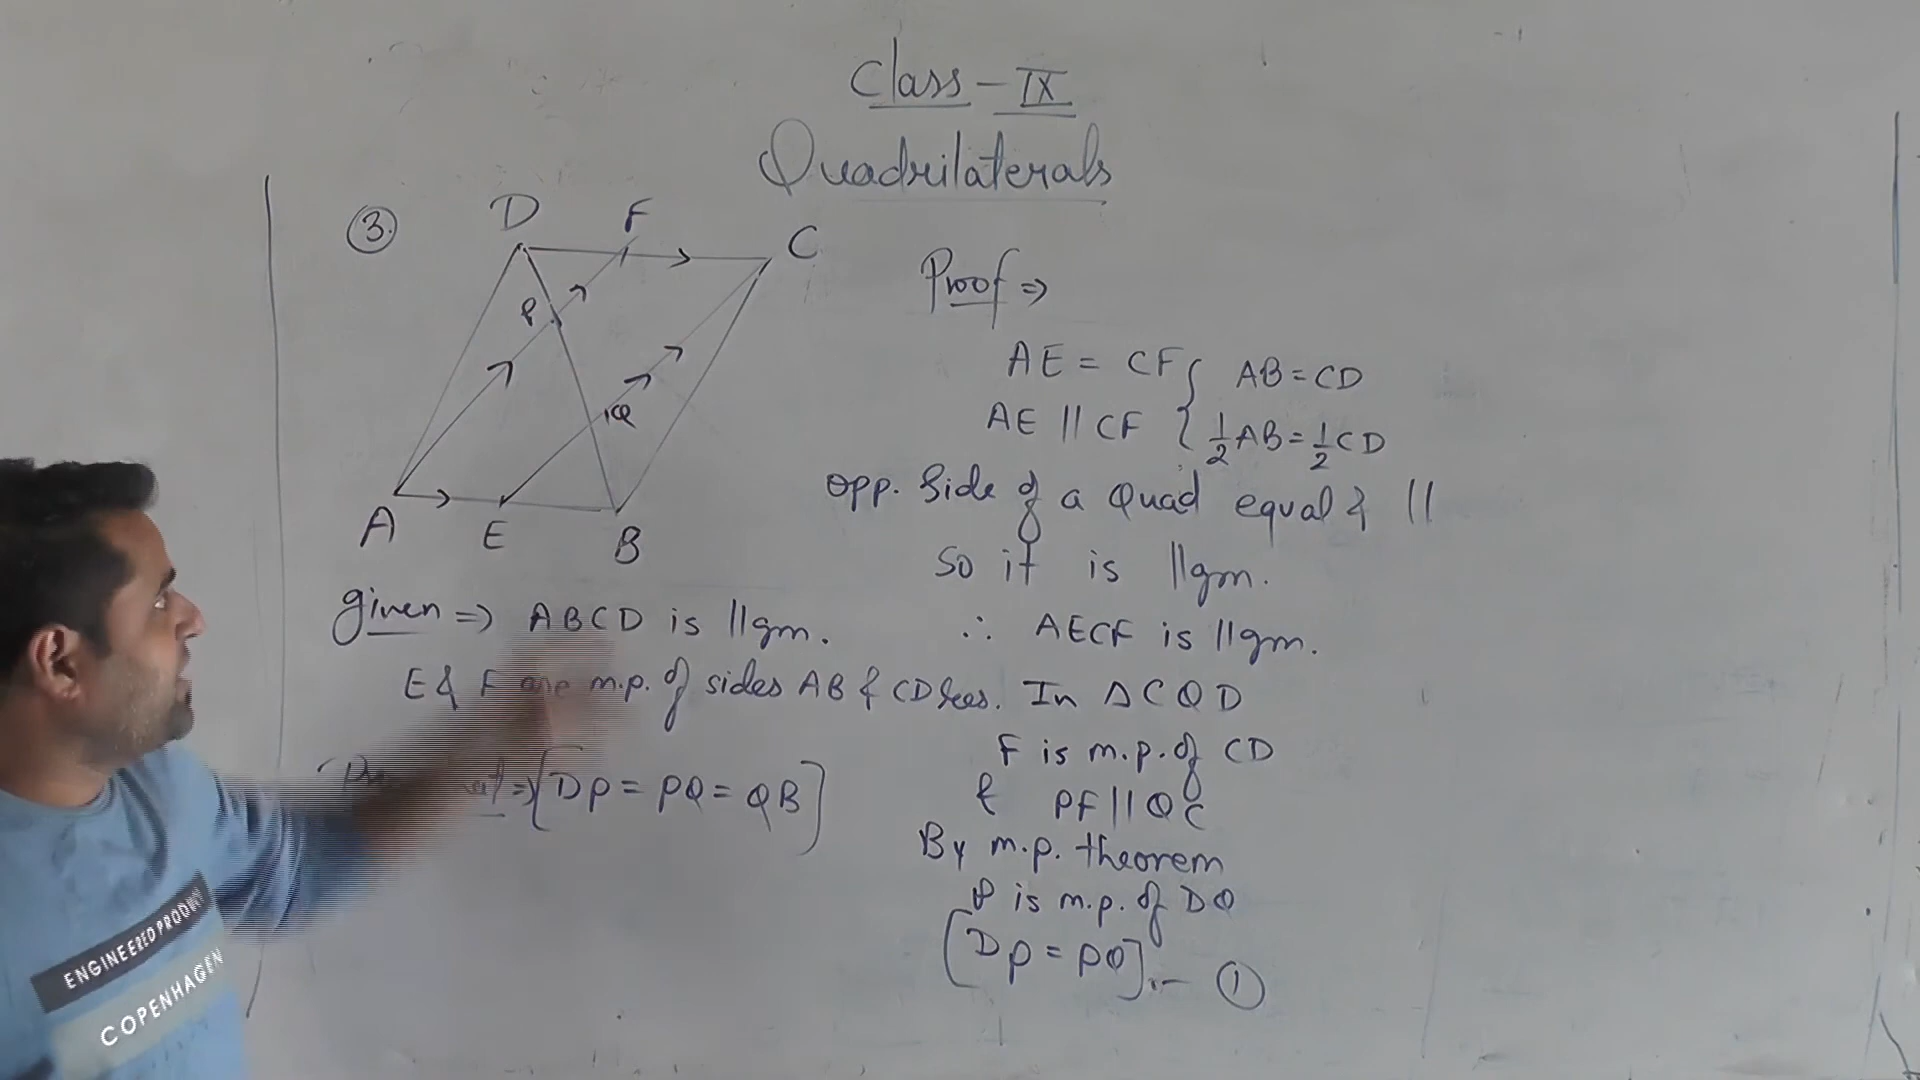 Class - IX
Quadrilaterals
3.
D F C
P
Q
A E B
given => ABCD is ||gm.
E & F are m.p. of sides AB & CD
=> [DP = PQ = QB]
Proof =>
AE = CF { AB = CD
AE || CF { 1/2 AB = 1/2 CD
Opp. Side of a Quad equal & ||
So it is ||gm.
∴ AECF is ||gm.
In △CQD
F is m.p. of CD
& PF || QC
By m.p. theorem
P is m.p. of DQ
[DP = PQ] .– ①
ENGINEERED PRODUCT
COPENHAGEN